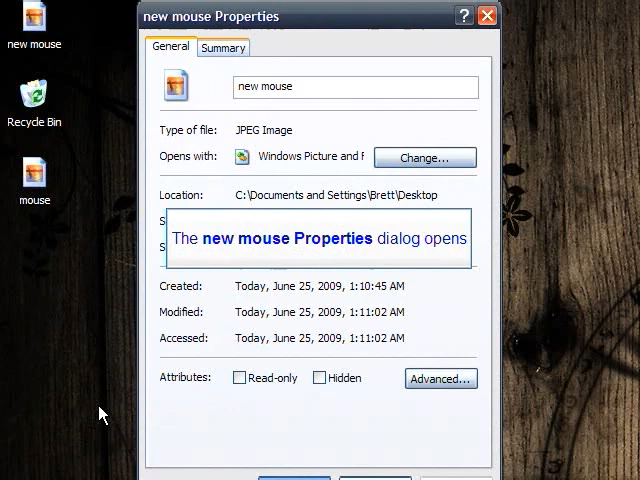 new mouse Properties
new mouse
General
Summary
new mouse
Recycle Bin
Type of file:
JPEG Image
Opens with:
Windows Picture and F
Change...
mouse
Location:
C:\Documents and Settings\Brett\Desktop
S
The new mouse Properties dialog opens
S
Created:
Today, June 25, 2009, 1:10:45 AM
Modified:
Today, June 25, 2009, 1:11:02 AM
Accessed:
Today, June 25, 2009, 1:11:02 AM
Attributes:
Read-only
Hidden
Advanced...